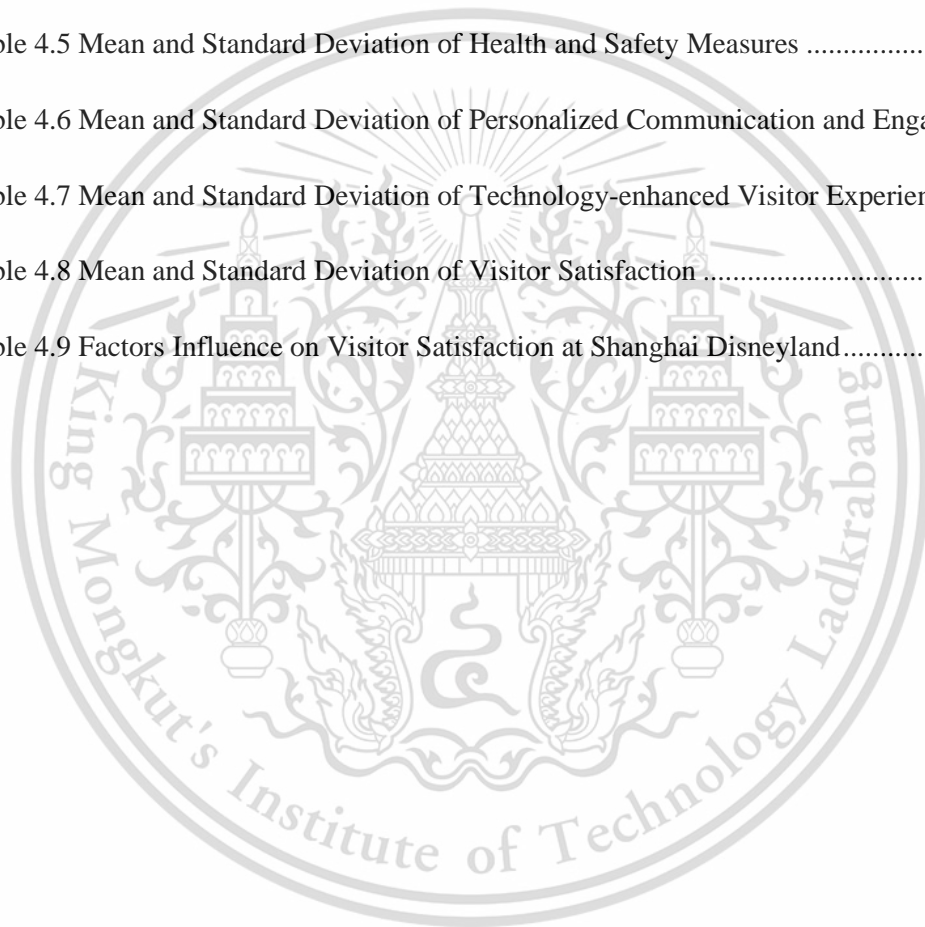 ble 4.5 Mean and Standard Deviation of Health and Safety Measures ................
ble 4.6 Mean and Standard Deviation of Personalized Communication and Enga
ble 4.7 Mean and Standard Deviation of Technology-enhanced Visitor Experien
ble 4.8 Mean and Standard Deviation of Visitor Satisfaction ..............................
ble 4.9 Factors Influence on Visitor Satisfaction at Shanghai Disneyland...........
King Mongkut's Institute of Technology Ladkrabang